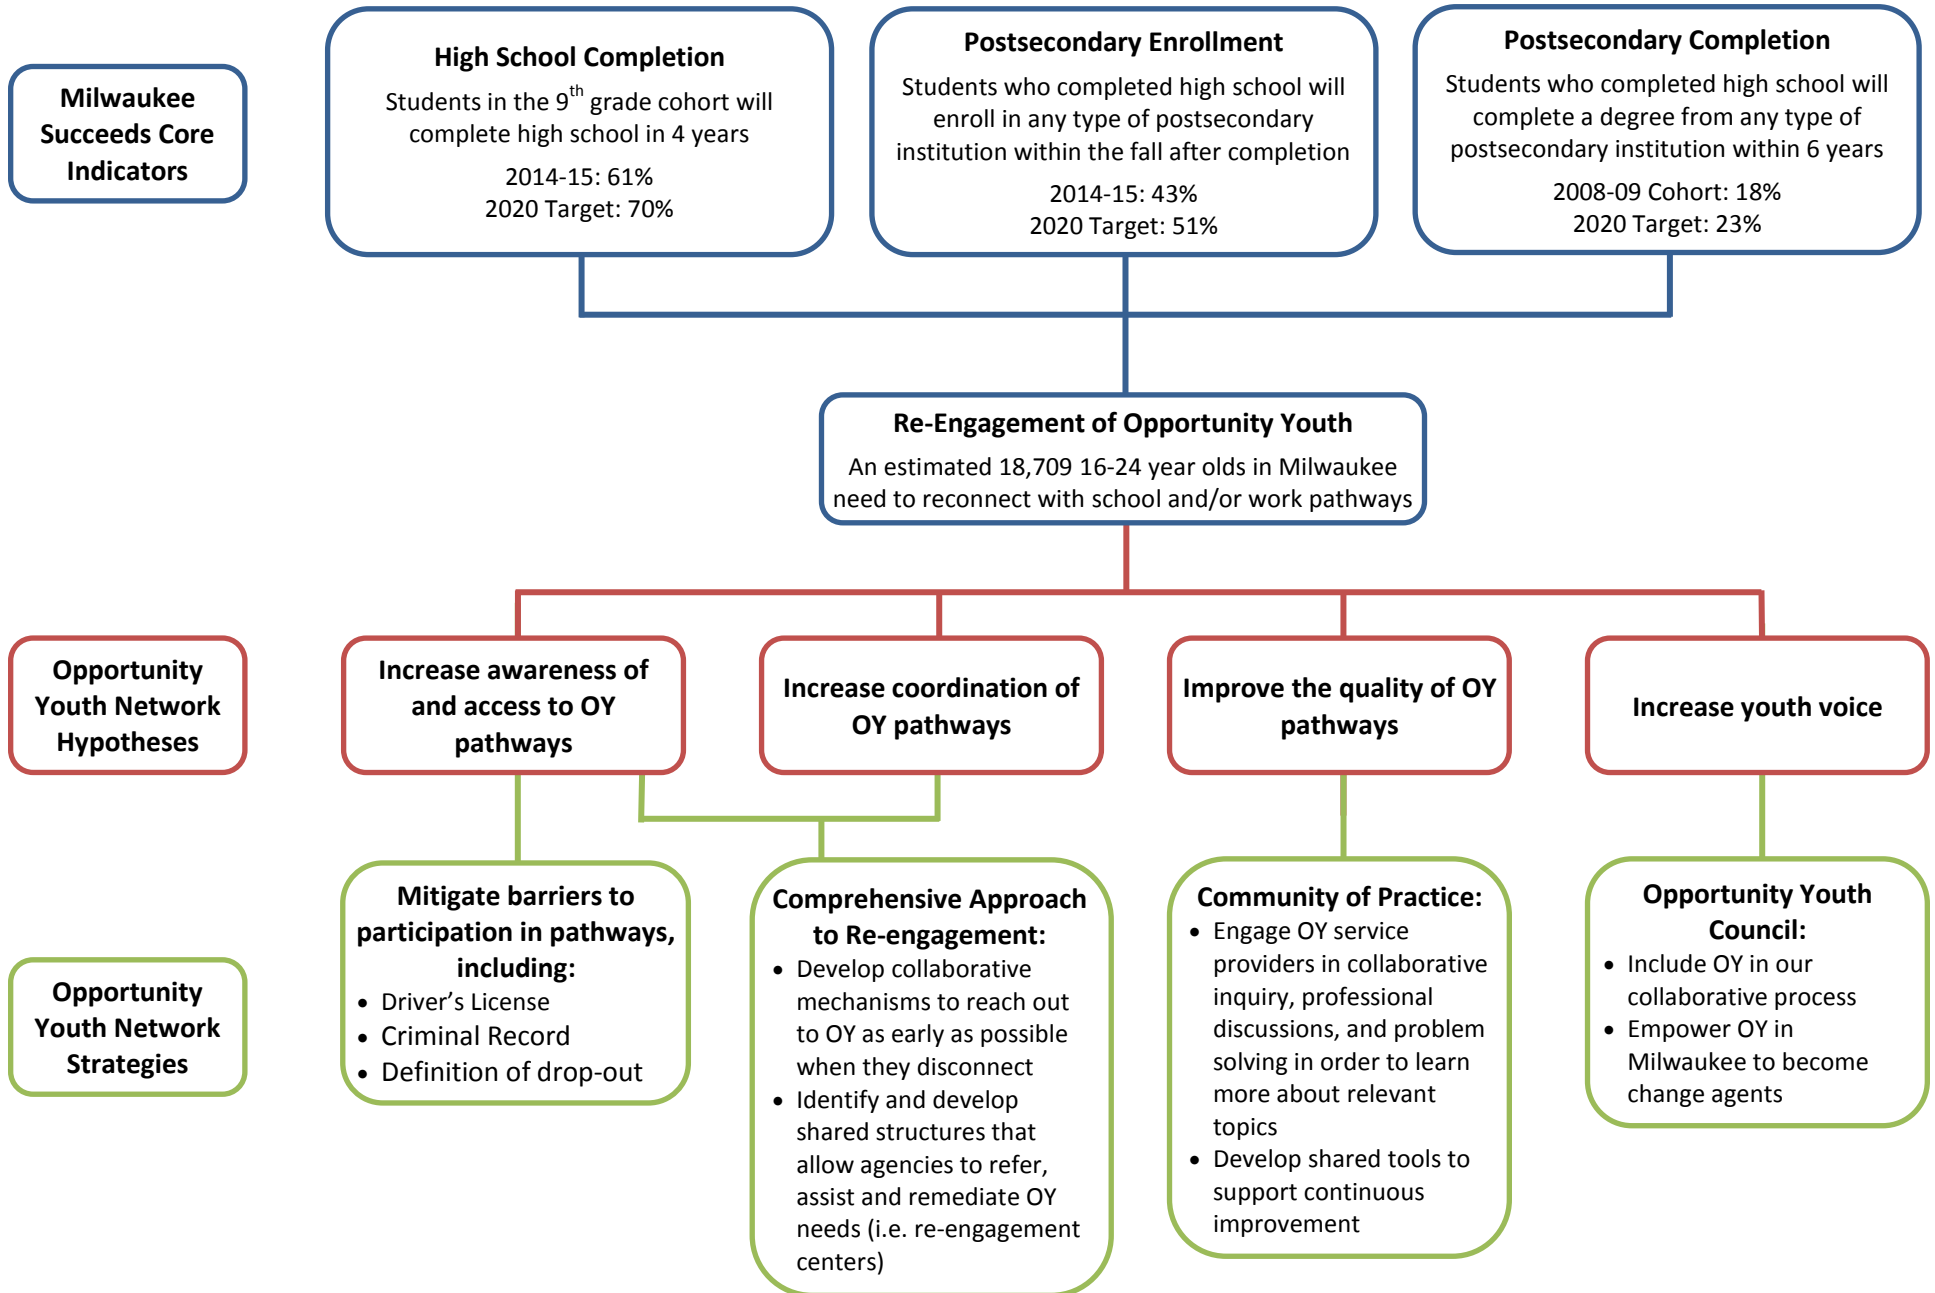 Milwaukee
Succeeds Core
Indicators
High School Completion
Students in the 9th grade cohort will
complete high school in 4 years
2014-15: 61%
2020 Target: 70%
Postsecondary Enrollment
Students who completed high school will
enroll in any type of postsecondary
institution within the fall after completion
2014-15: 43%
2020 Target: 51%
Postsecondary Completion
Students who completed high school will
complete a degree from any type of
postsecondary institution within 6 years
2008-09 Cohort: 18%
2020 Target: 23%
Re-Engagement of Opportunity Youth
An estimated 18,709 16-24 year olds in Milwaukee
need to reconnect with school and/or work pathways
Opportunity
Youth Network
Hypotheses
Increase awareness of
and access to OY
pathways
Increase coordination of
OY pathways
Improve the quality of OY
pathways
Increase youth voice
Opportunity
Youth Network
Strategies
Mitigate barriers to
participation in pathways,
including:
• Driver’s License
• Criminal Record
• Definition of drop-out
Comprehensive Approach
to Re-engagement:
• Develop collaborative
mechanisms to reach out
to OY as early as possible
when they disconnect
• Identify and develop
shared structures that
allow agencies to refer,
assist and remediate OY
needs (i.e. re-engagement
centers)
Community of Practice:
• Engage OY service
providers in collaborative
inquiry, professional
discussions, and problem
solving in order to learn
more about relevant
topics
• Develop shared tools to
support continuous
improvement
Opportunity Youth
Council:
• Include OY in our
collaborative process
• Empower OY in
Milwaukee to become
change agents